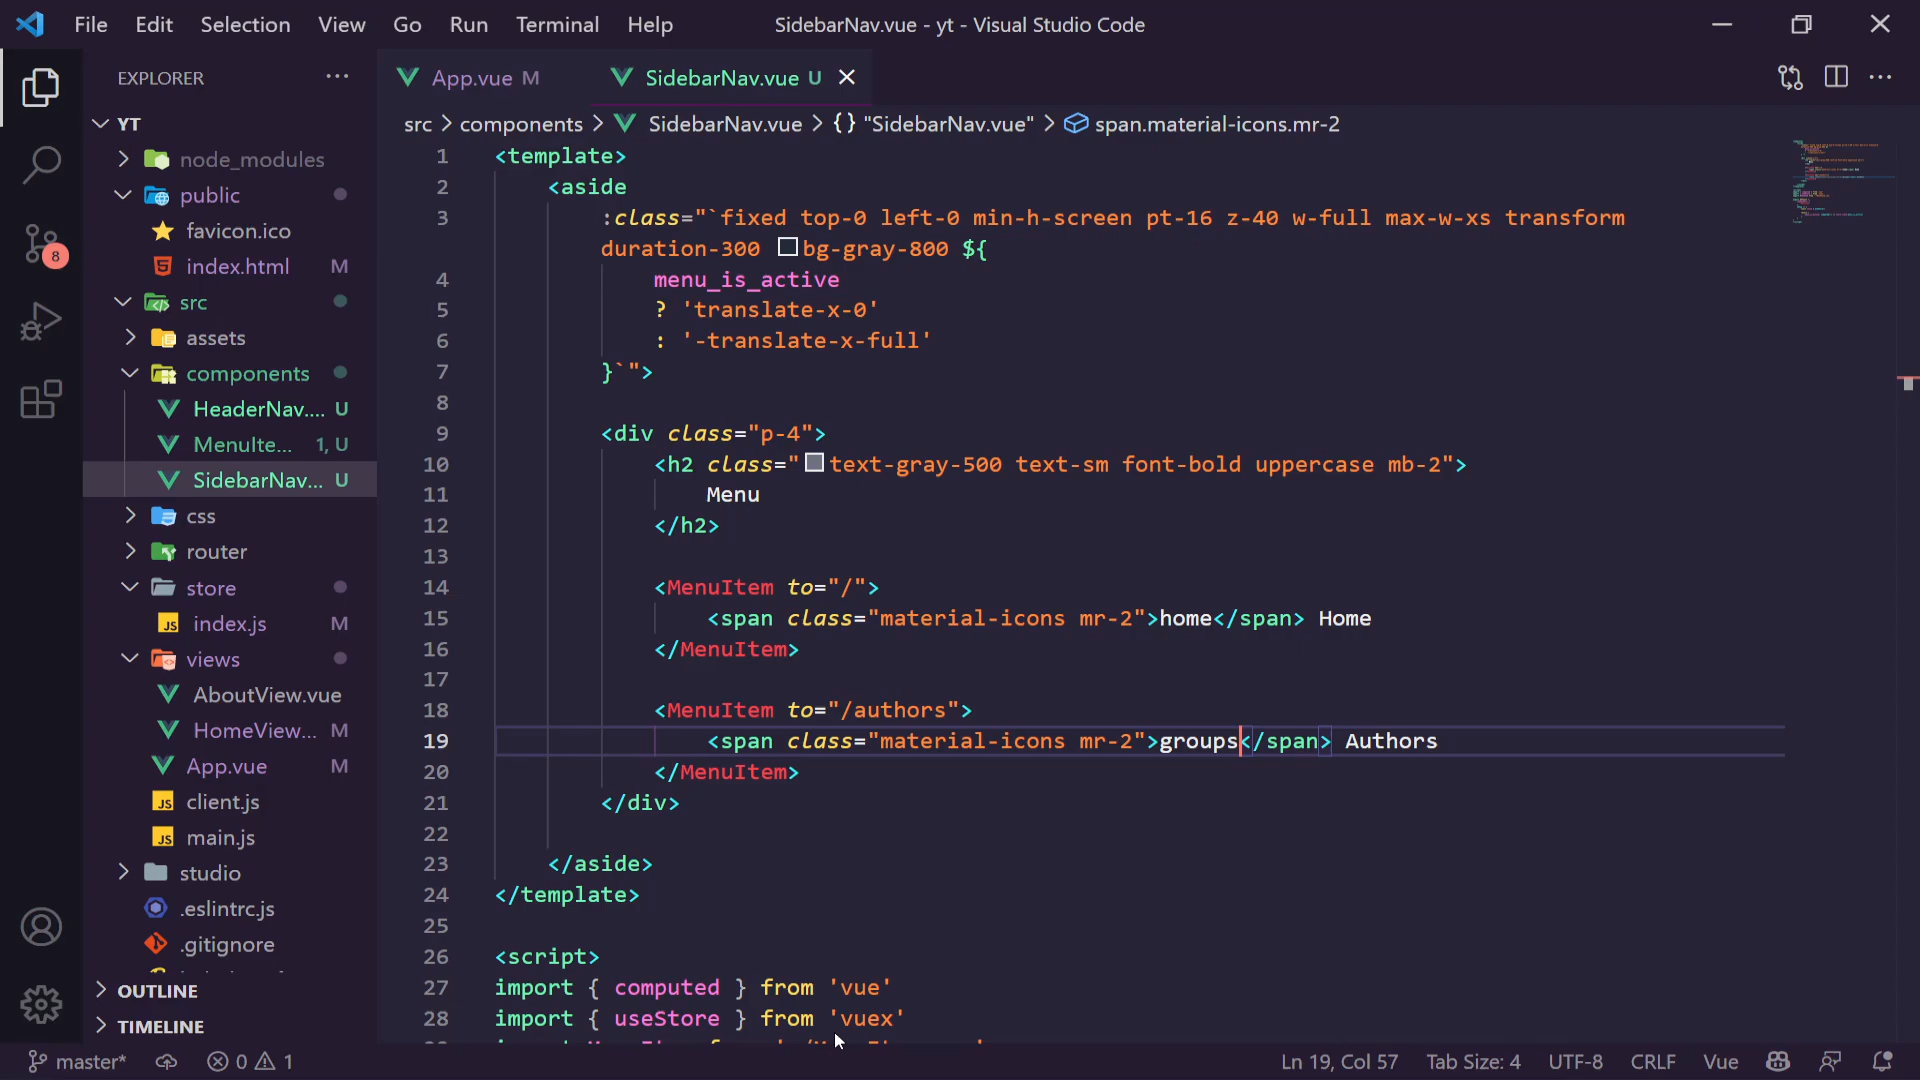 File Edit Selection View Go Run Terminal Help SidebarNav.vue - yt - Visual Studio Code
EXPLORER
App.vue M
SidebarNav.vue U
src > components > SidebarNav.vue > {} "SidebarNav.vue" > span.material-icons.mr-2
YT
node_modules
public
favicon.ico
index.html M
src
assets
components
HeaderNav.... U
MenuIte... 1, U
SidebarNav... U
css
router
store
index.js M
views
AboutView.vue
HomeView... M
App.vue M
client.js
main.js
studio
.eslintrc.js
.gitignore
OUTLINE
TIMELINE
8
1 <template>
2 <aside
3 :class="`fixed top-0 left-0 min-h-screen pt-16 z-40 w-full max-w-xs transform
duration-300 bg-gray-800 ${
4 menu_is_active
5 ? 'translate-x-0'
6 : '-translate-x-full'
7 }`">
8
9 <div class="p-4">
10 <h2 class="text-gray-500 text-sm font-bold uppercase mb-2">
11 Menu
12 </h2>
13
14 <MenuItem to="/">
15 <span class="material-icons mr-2">home</span> Home
16 </MenuItem>
17
18 <MenuItem to="/authors">
19 <span class="material-icons mr-2">groups</span> Authors
20 </MenuItem>
21 </div>
22
23 </aside>
24 </template>
25
26 <script>
27 import { computed } from 'vue'
28 import { useStore } from 'vuex'
master* 0 1 Ln 19, Col 57 Tab Size: 4 UTF-8 CRLF Vue